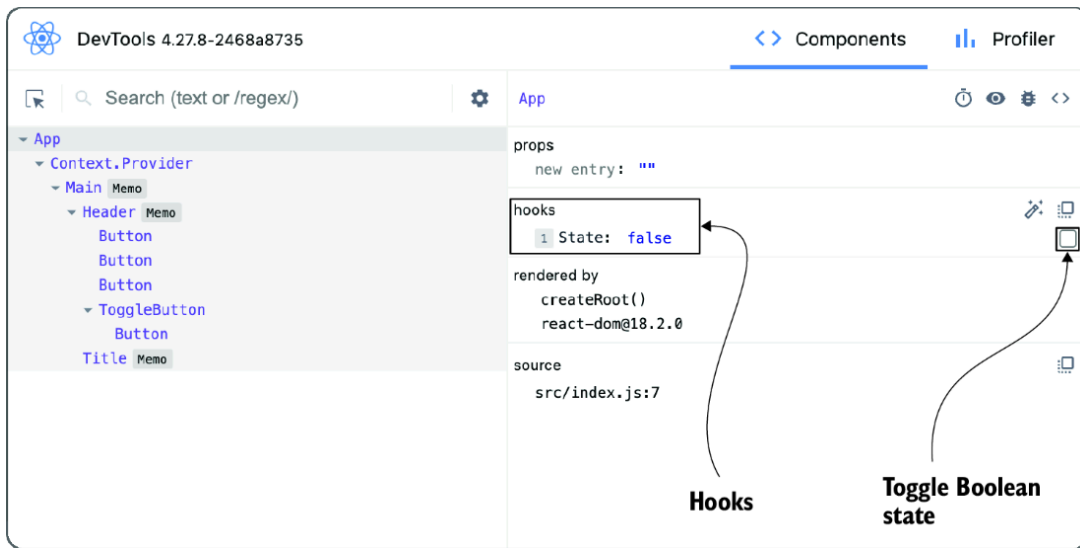 DevTools 4.27.8-2468a8735
Components
Profiler
Search (text or /regex/)
App
Context.Provider
Main Memo
Header Memo
Button
Button
Button
ToggleButton
Button
Title Memo
App
props
new entry: ""
hooks
1 State: false
rendered by
createRoot()
react-dom@18.2.0
source
src/index.js:7
Hooks
Toggle Boolean
state